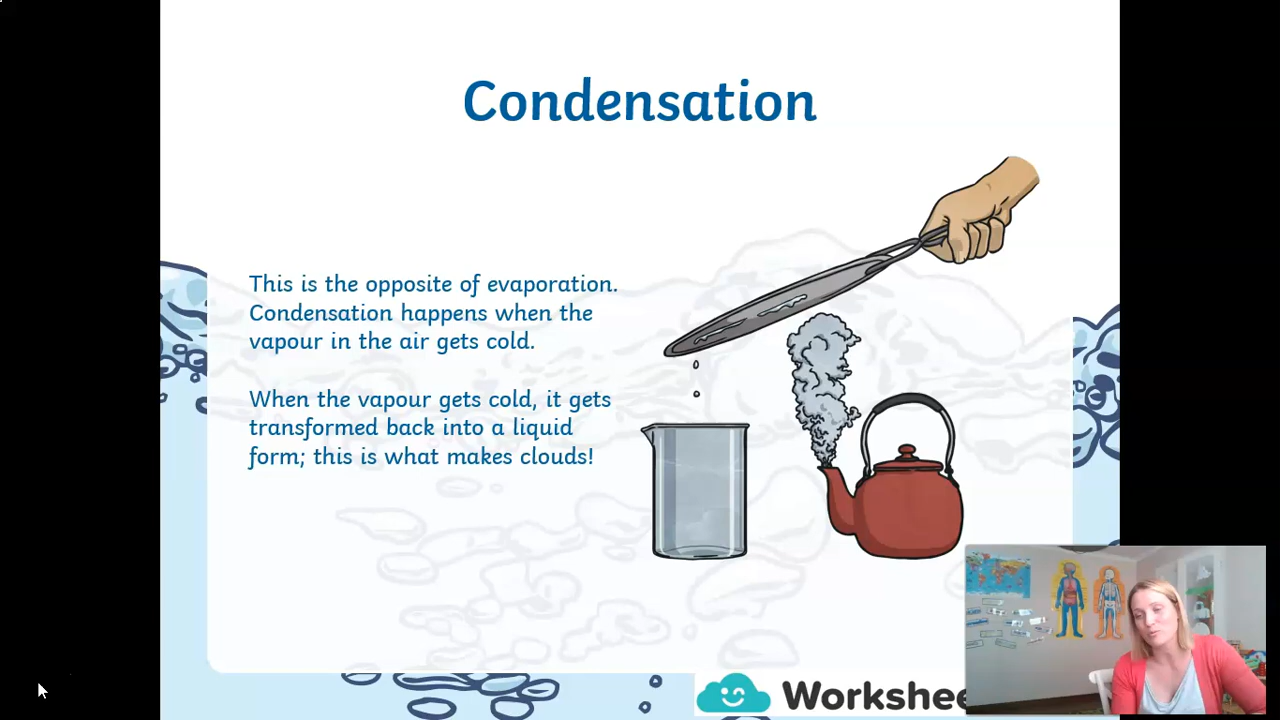 Condensation
This is the opposite of evaporation.
Condensation happens when the
vapour in the air gets cold.
When the vapour gets cold, it gets
transformed back into a liquid
form; this is what makes clouds!
Workshee